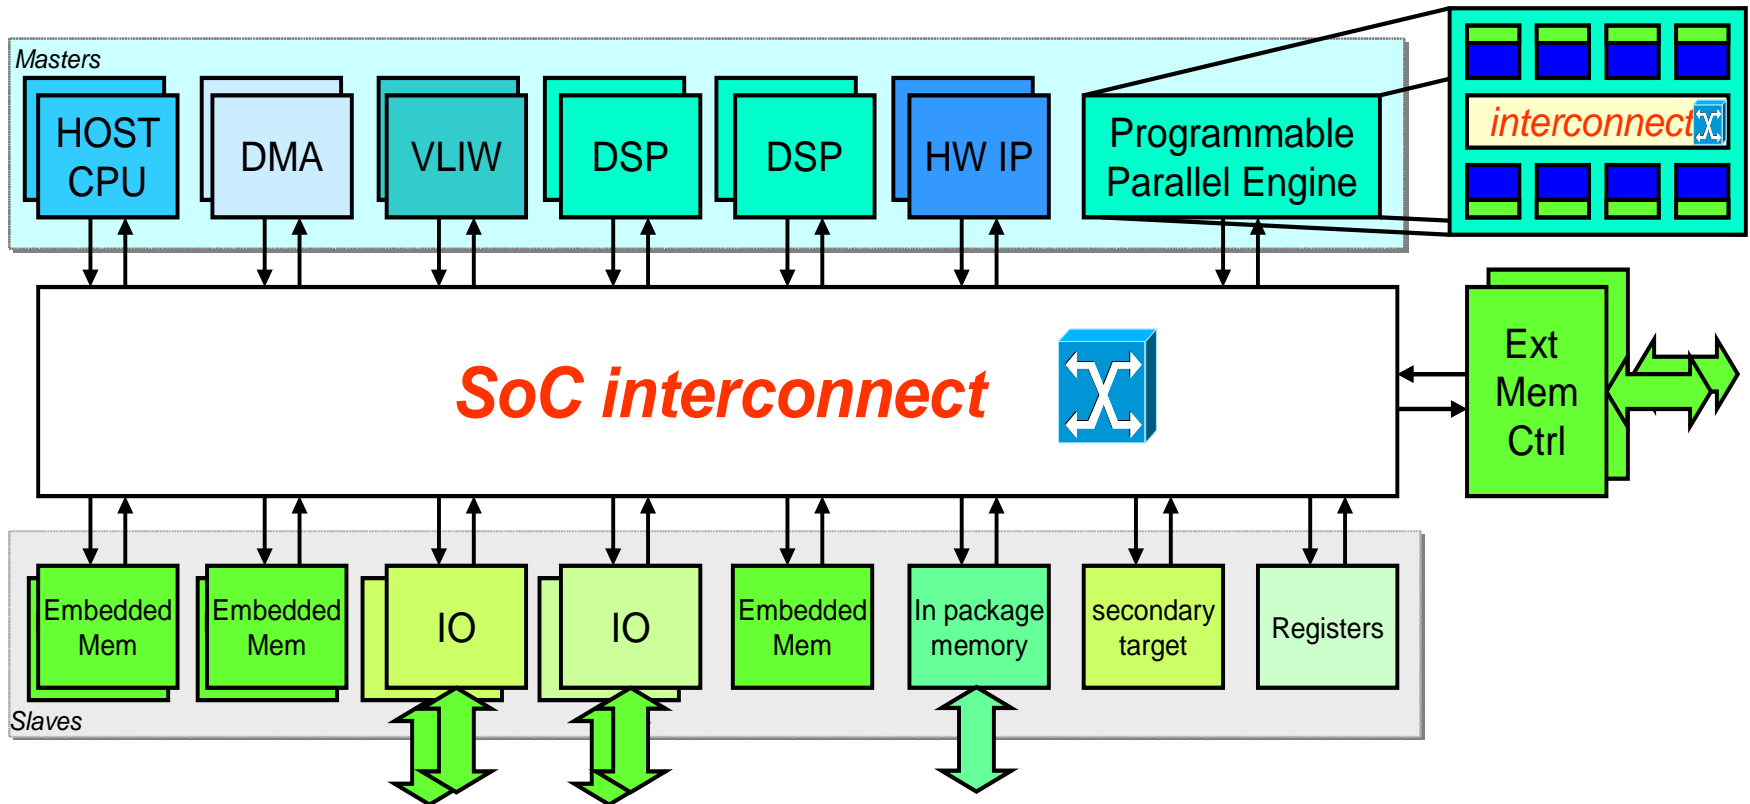 Masters
HOST
CPU
DMA
VLIW
DSP
DSP
HW IP
Programmable
Parallel Engine
interconnect
SoC interconnect
Ext
Mem
Ctrl
Embedded
Mem
Embedded
Mem
IO
IO
Embedded
Mem
In package
memory
secondary
target
Registers
Slaves